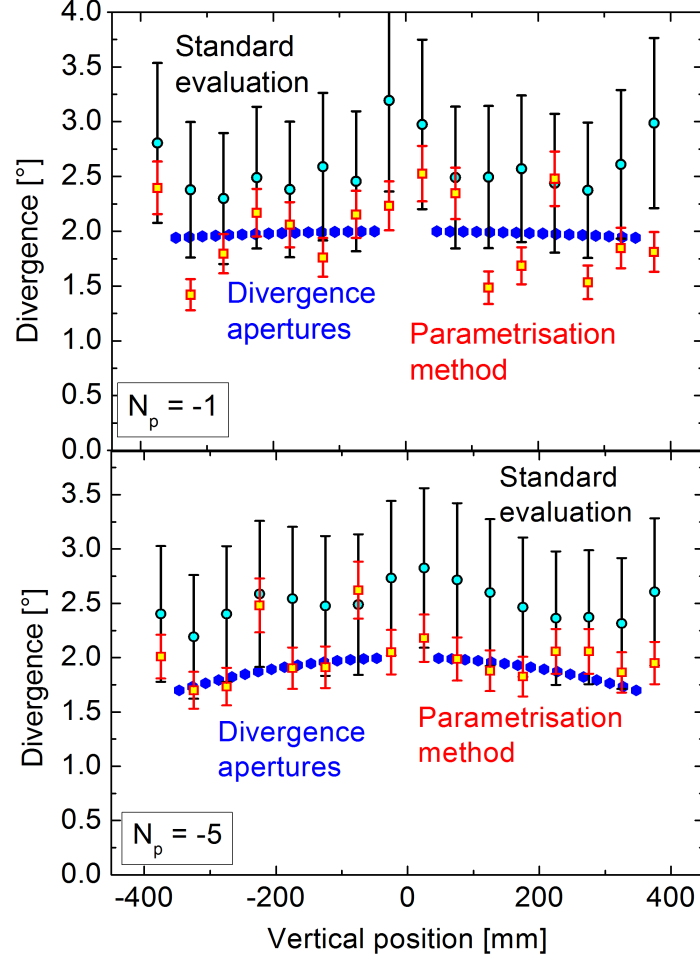 4.0
3.5
3.0
2.5
2.0
1.5
1.0
0.5
0.0
Divergence [°]
Standard
evaluation
Divergence
apertures
Parametrisation
method
N_p = -1
3.5
3.0
2.5
2.0
1.5
1.0
0.5
0.0
Divergence [°]
Standard
evaluation
Divergence
apertures
Parametrisation
method
N_p = -5
-400 -200 0 200 400
Vertical position [mm]